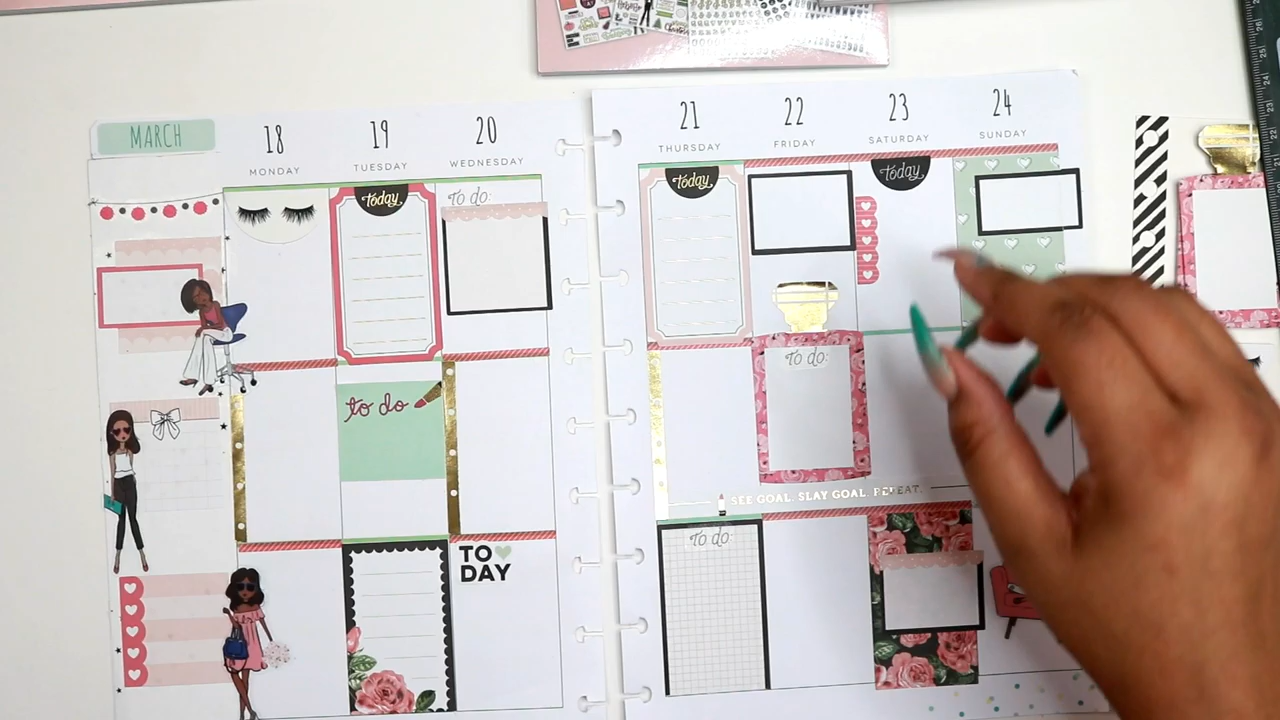 MARCH
18
MONDAY
19
TUESDAY
20
WEDNESDAY
21
THURSDAY
22
FRIDAY
23
SATURDAY
24
SUNDAY
today
To do:
today
today
to do
To do:
SEE GOAL. SLAY GOAL. REPEAT.
TO
DAY
To do: